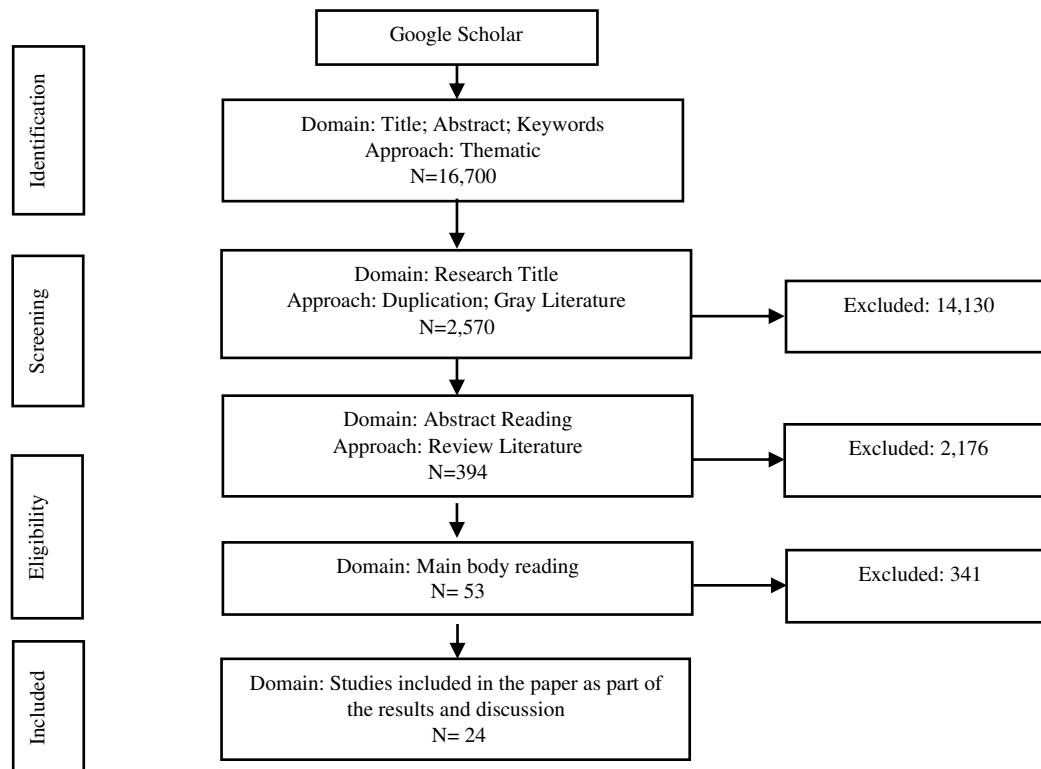 Google Scholar
Identification
Domain: Title; Abstract; Keywords
Approach: Thematic
N=16,700
Screening
Domain: Research Title
Approach: Duplication; Gray Literature
N=2,570
Excluded: 14,130
Domain: Abstract Reading
Approach: Review Literature
N=394
Excluded: 2,176
Eligibility
Domain: Main body reading
N= 53
Excluded: 341
Included
Domain: Studies included in the paper as part of
the results and discussion
N= 24